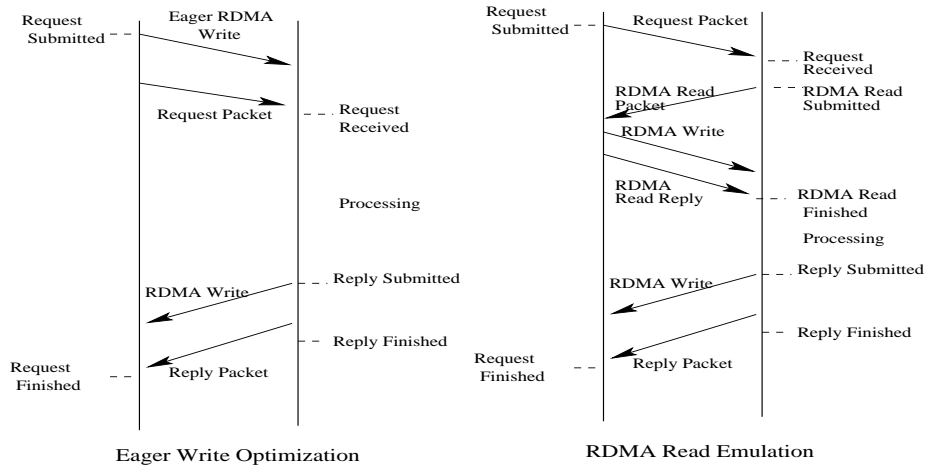 Request
Submitted
Eager RDMA
Write
Request Packet
Request
Received
Processing
Reply Submitted
RDMA Write
Reply Finished
Request
Finished
Reply Packet
Eager Write Optimization
Request
Submitted
Request Packet
Request
Received
RDMA Read
Packet
RDMA Read
Submitted
RDMA Write
RDMA
Read Reply
RDMA Read
Finished
Processing
Reply Submitted
RDMA Write
Reply Finished
Request
Finished
Reply Packet
RDMA Read Emulation